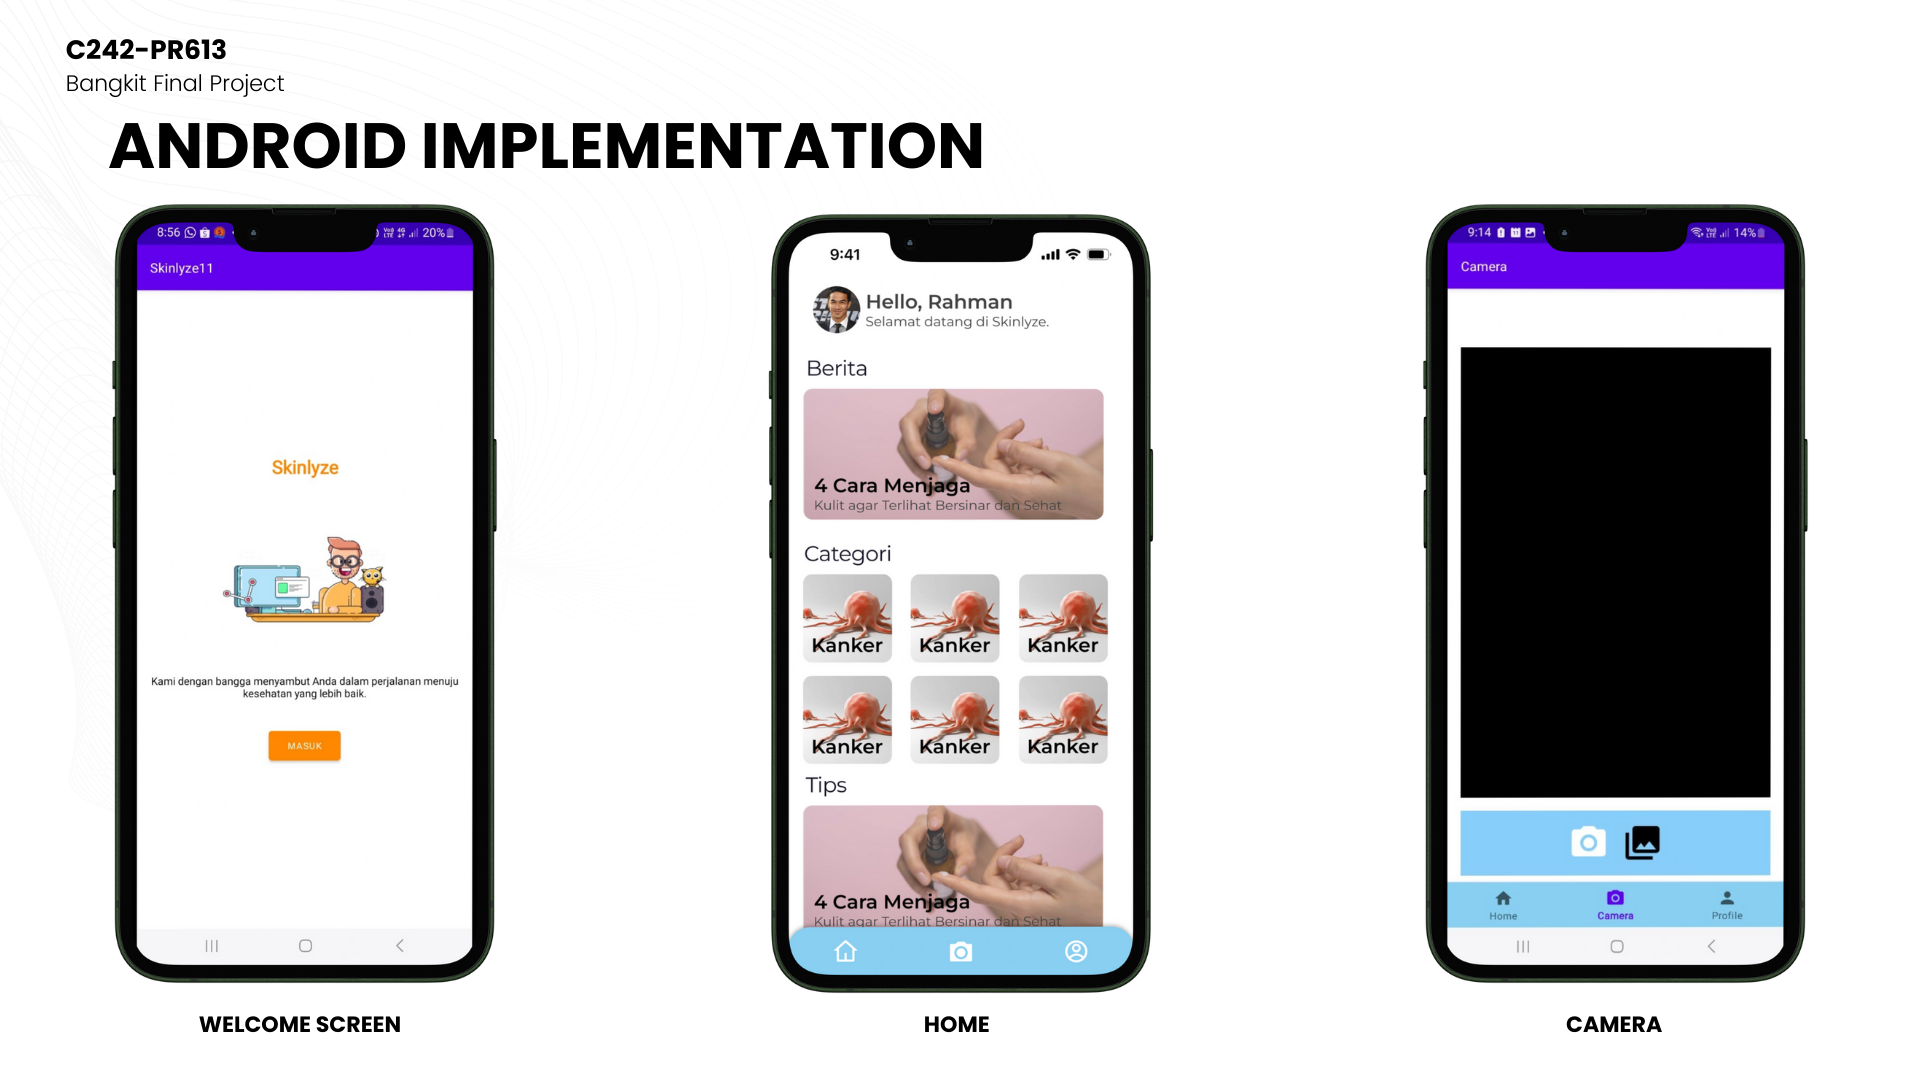 C242-PR613
Bangkit Final Project
ANDROID IMPLEMENTATION
8:56
20%
Skinlyze11
Skinlyze
Kami dengan bangga menyambut Anda dalam perjalanan menuju
kesehatan yang lebih baik.
MASUK
WELCOME SCREEN
9:41
Hello, Rahman
Selamat datang di Skinlyze.
Berita
4 Cara Menjaga
Kulit agar Terlihat Bersinar dan Sehat
Categori
Kanker Kanker Kanker
Kanker Kanker Kanker
Tips
4 Cara Menjaga
Kulit agar Terlihat Bersinar dan Sehat
HOME
9:14
14%
Camera
Home Camera Profile
CAMERA